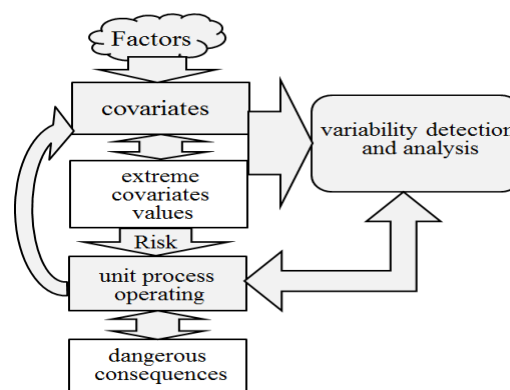 Factors
covariates
variability detection
and analysis
extreme
covariates
values
Risk
unit process
operating
dangerous
consequences